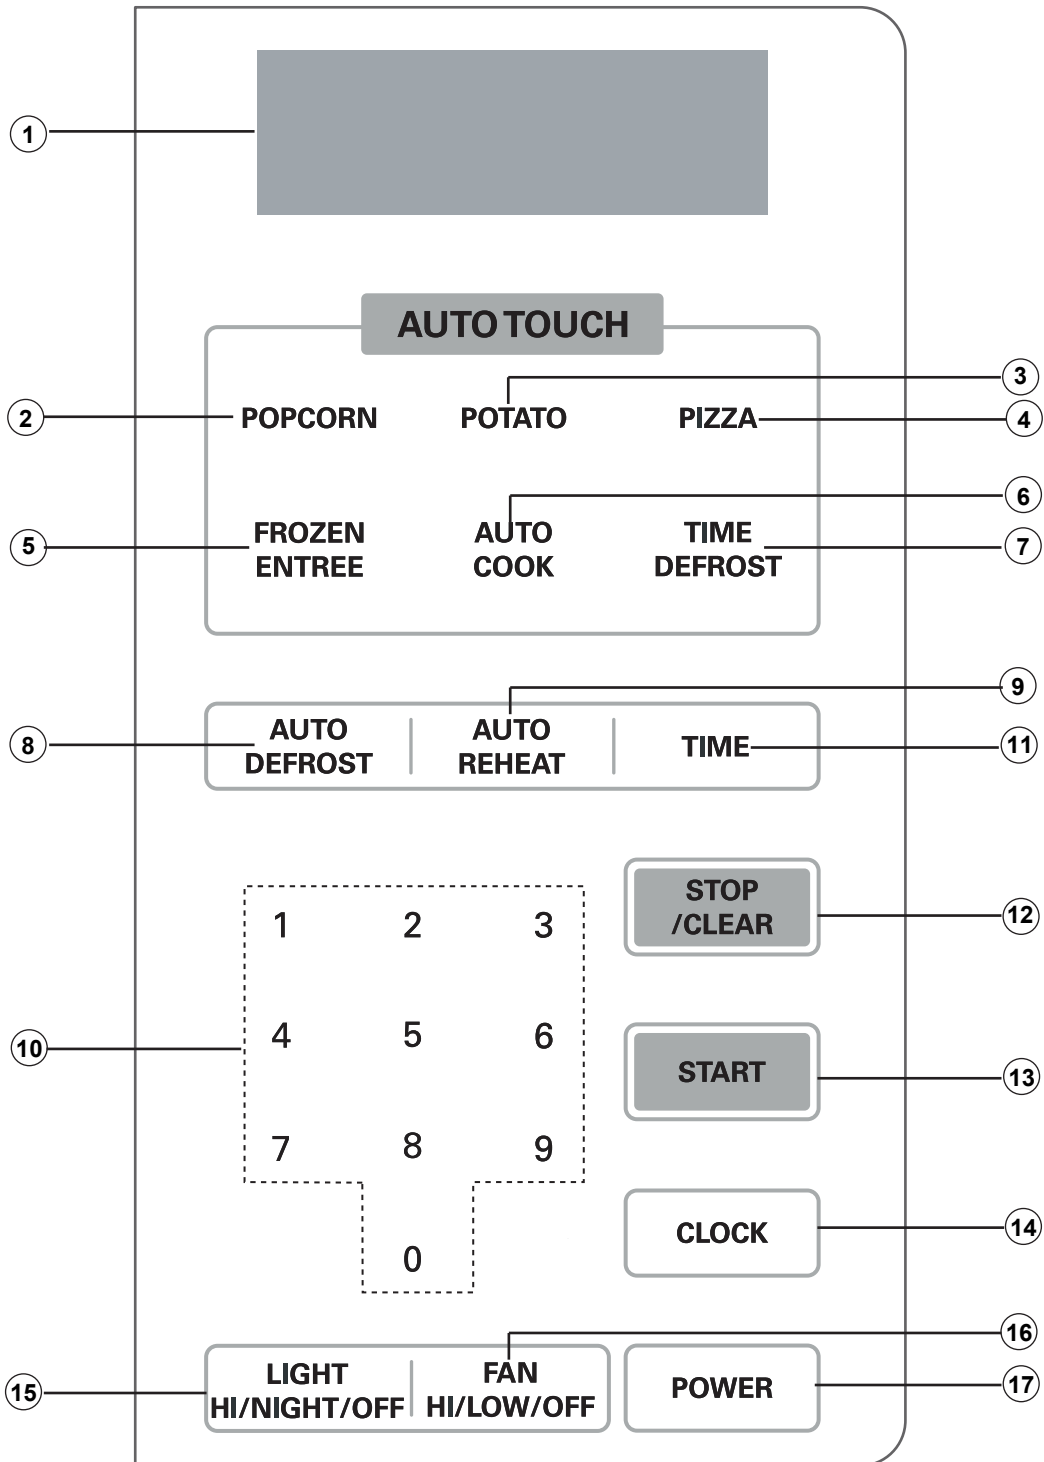 1
AUTO TOUCH
3
2 POPCORN POTATO PIZZA 4
6
5 FROZEN AUTO TIME 7
ENTREE COOK DEFROST
9
8 AUTO AUTO TIME 11
DEFROST REHEAT
STOP
/CLEAR 12
1 2 3
10 4 5 6
START 13
7 8 9
CLOCK 14
0
16
15 LIGHT FAN POWER 17
HI/NIGHT/OFF HI/LOW/OFF